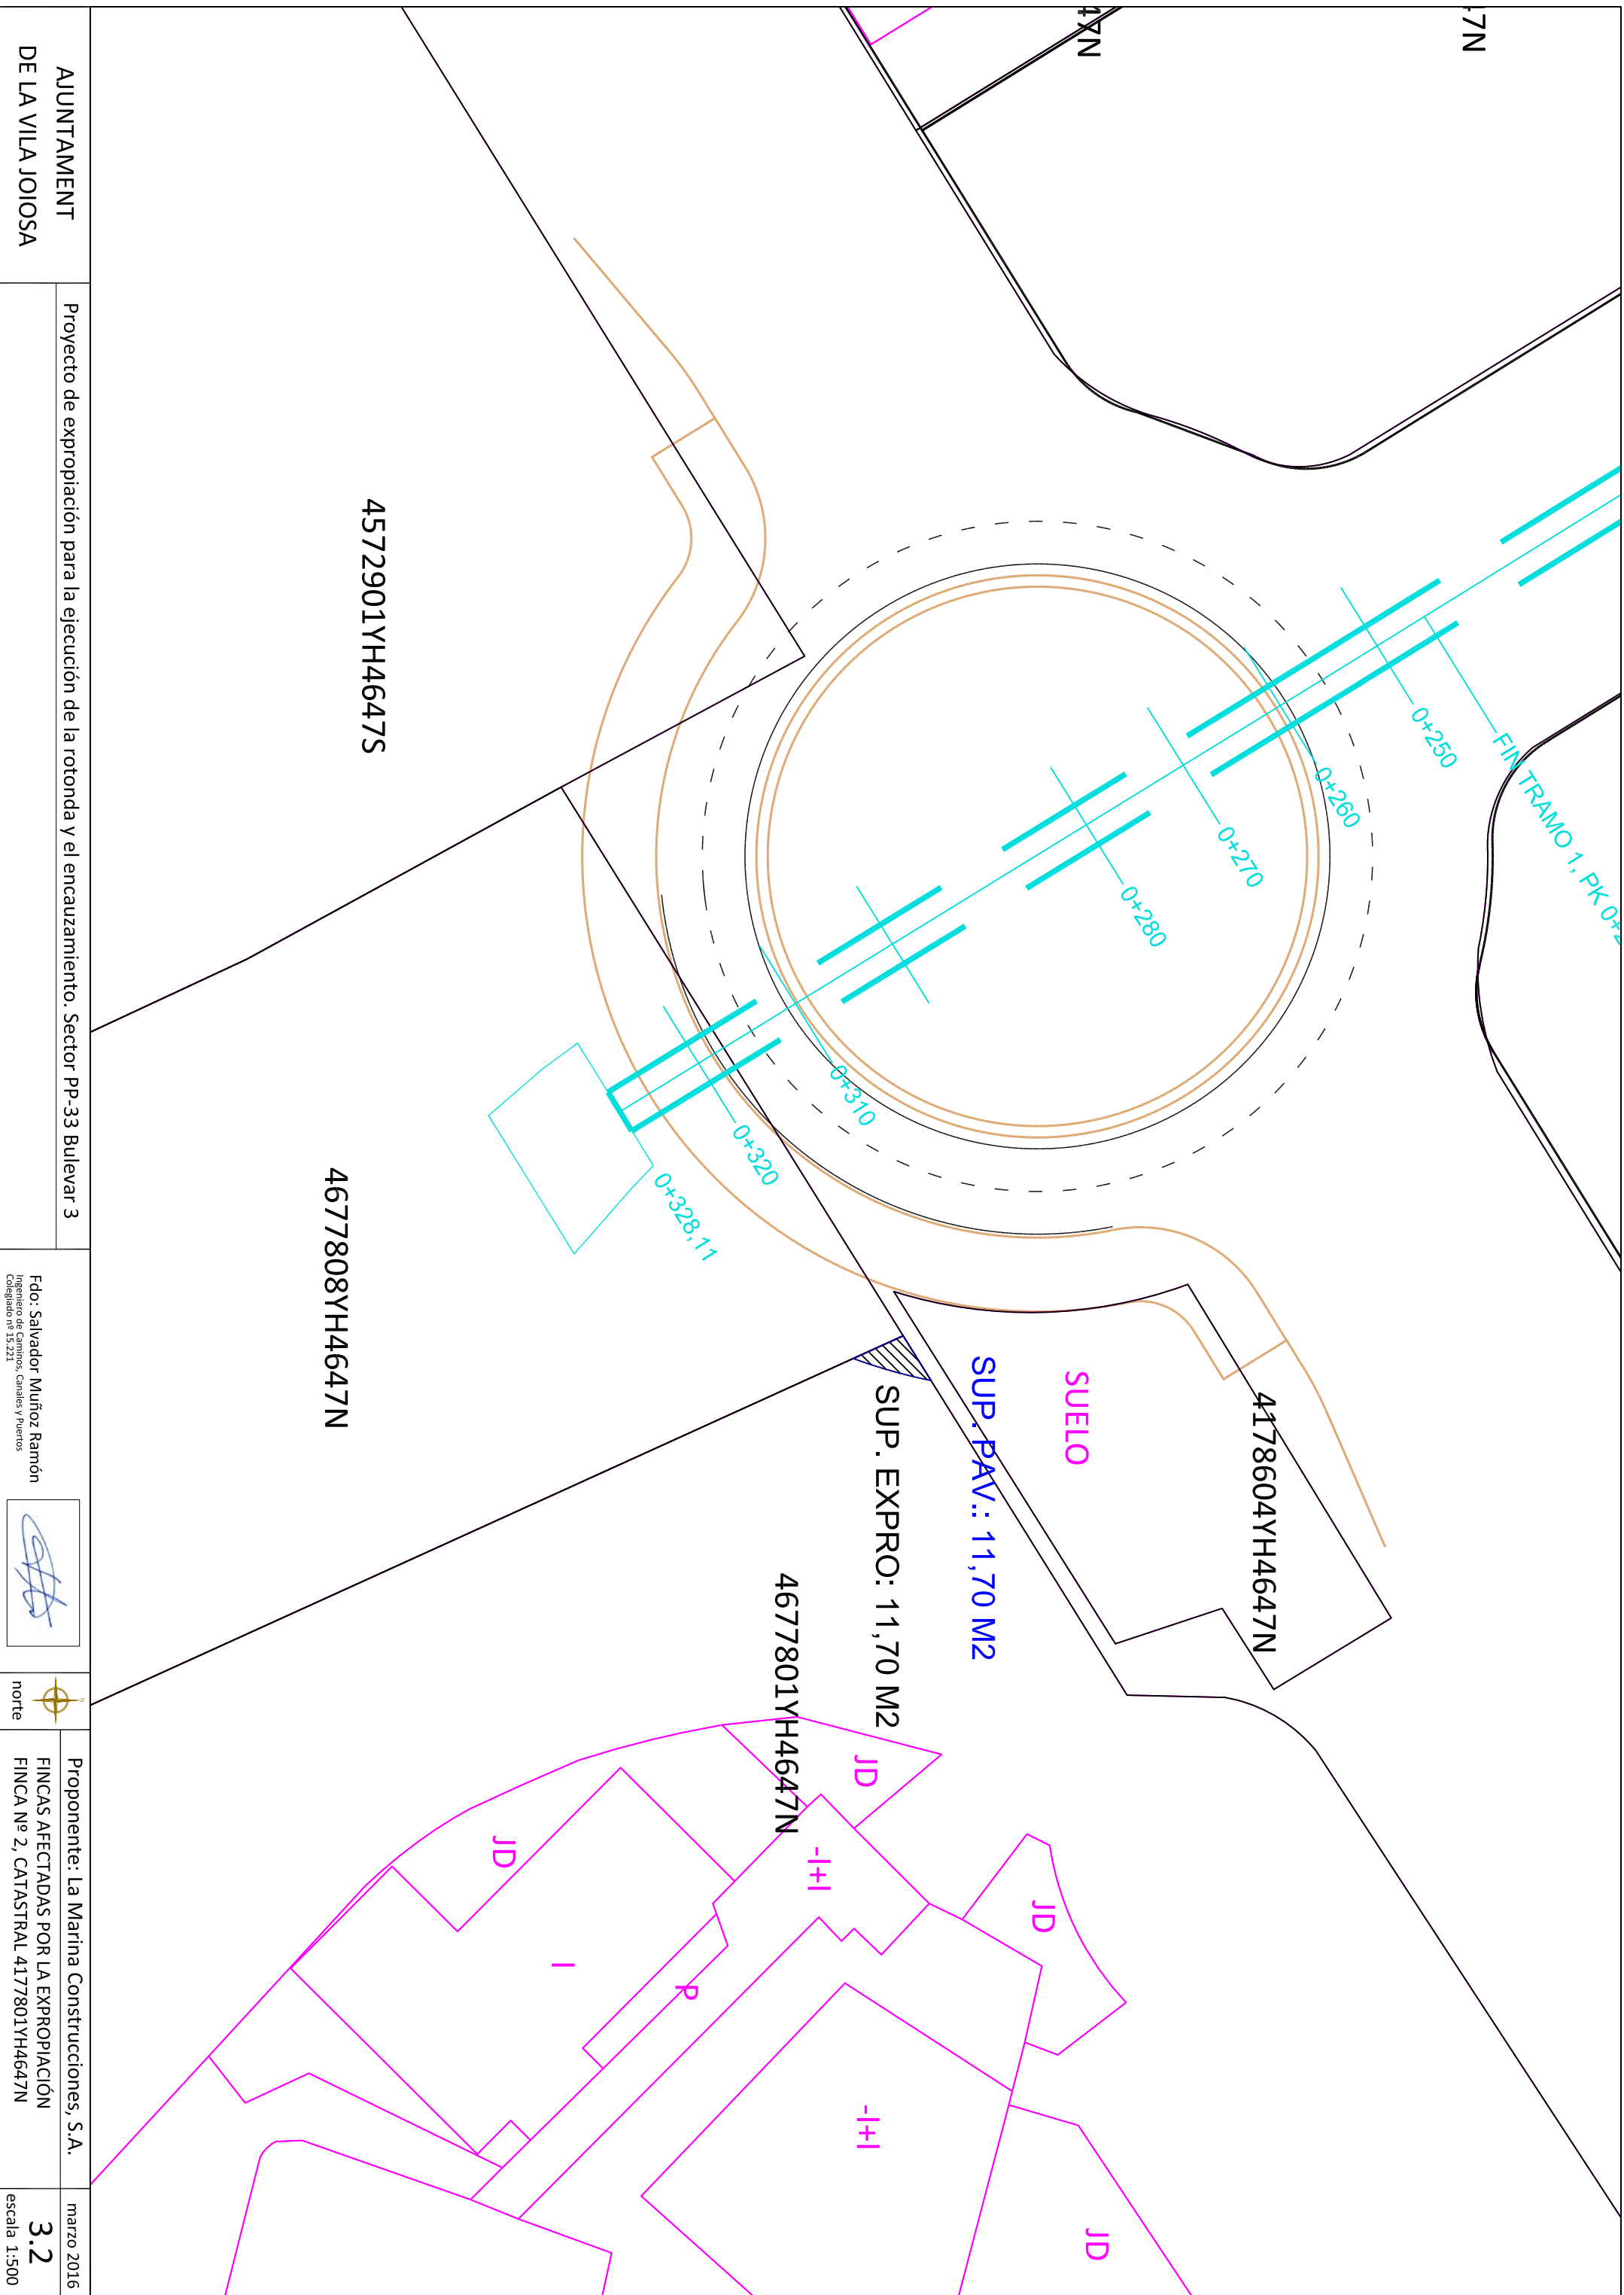 47N
47N
FIN TRAMO 1, PK 0+2
0+250
0+260
0+270
0+280
0+310
0+320
0+328,11
4572901YH4647S
4677808YH4647N
4178604YH4647N
SUELO
SUP. PAV.: 11,70 M2
SUP. EXPRO: 11,70 M2
4677801YH4647N
JD
JD
-I+I
JD
I
P
-I+I
JD
AJUNTAMENT
DE LA VILA JOIOSA
Proyecto de expropiación para la ejecución de la rotonda y el encauzamiento. Sector PP-33 Bulevar 3
Fdo: Salvador Muñoz Ramón
Ingeniero de Caminos, Canales y Puertos
Colegiado nº 15.221
norte
Proponente: La Marina Construcciones, S.A.
FINCAS AFECTADAS POR LA EXPROPIACIÓN
FINCA Nº 2, CATASTRAL 4177801YH4647N
marzo 2016
3.2
escala 1:500